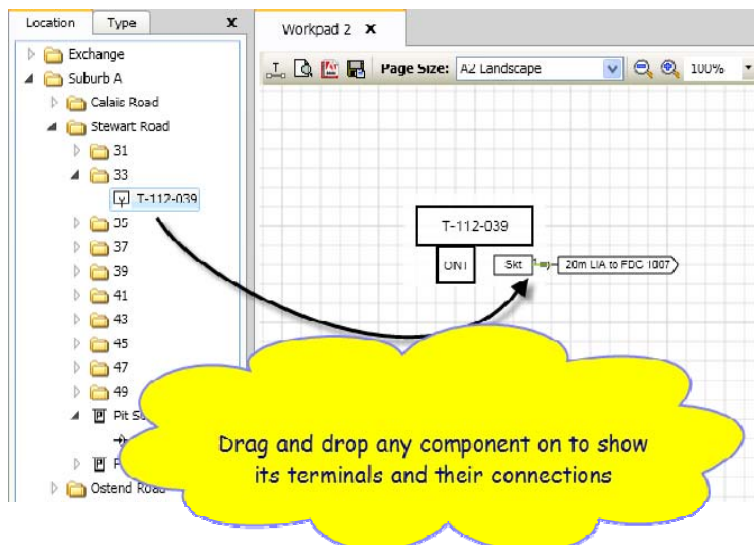 Location Type X
Exchange
Suburb A
Calais Road
Stewart Road
31
33
T-112-039
35
37
39
41
43
45
47
49
Ostend Road
Workpad 2 X
Page Size: A2 Landscape 100%
T-112-039
ONT Skt 20m LIA to FDC 1007
Drag and drop any component on to show
its terminals and their connections